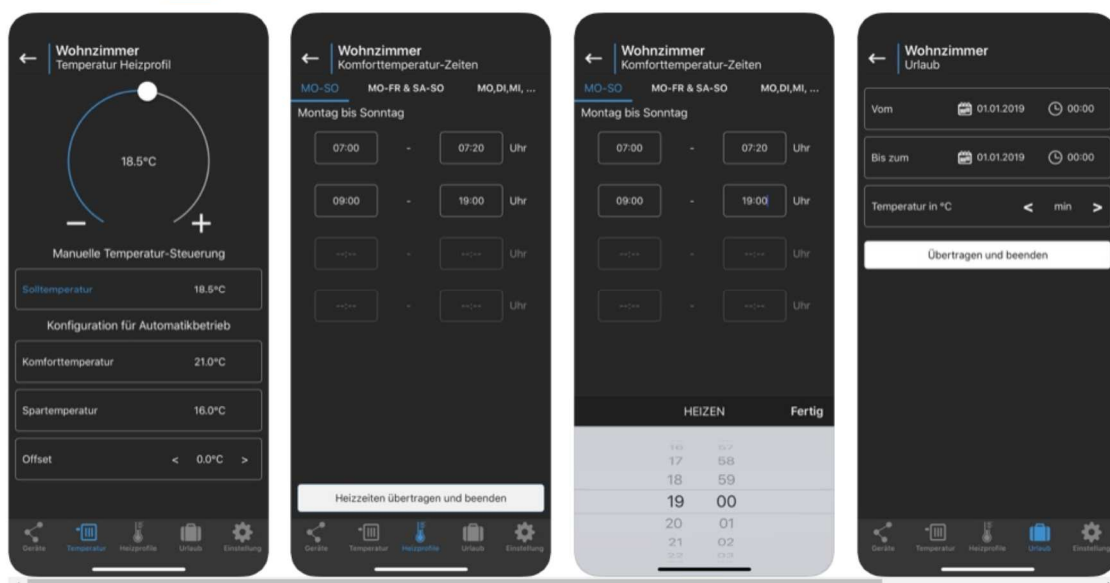 Wohnzimmer
Temperatur Heizprofil
18.5°C
Manuelle Temperatur-Steuerung
Solltemperatur 18.5°C
Konfiguration für Automatikbetrieb
Komforttemperatur 21.0°C
Spartemperatur 16.0°C
Offset < 0.0°C >
Geräte Temperatur Heizprofile Urlaub Einstellung
Wohnzimmer
Komforttemperatur-Zeiten
MO-SO MO-FR & SA-SO MO,DI,MI, ...
Montag bis Sonntag
07:00 - 07:20 Uhr
09:00 - 19:00 Uhr
--:-- - --:-- Uhr
--:-- - --:-- Uhr
Heizzeiten übertragen und beenden
Geräte Temperatur Heizprofile Urlaub Einstellung
Wohnzimmer
Komforttemperatur-Zeiten
MO-SO MO-FR & SA-SO MO,DI,MI, ...
Montag bis Sonntag
07:00 - 07:20 Uhr
09:00 - 19:00 Uhr
--:-- - --:-- Uhr
--:-- - --:-- Uhr
HEIZEN Fertig
16 57
17 58
18 59
19 00
20 01
21 02
22 03
Wohnzimmer
Urlaub
Vom 01.01.2019 00:00
Bis zum 01.01.2019 00:00
Temperatur in °C < min >
Übertragen und beenden
Geräte Temperatur Heizprofile Urlaub Einstellung